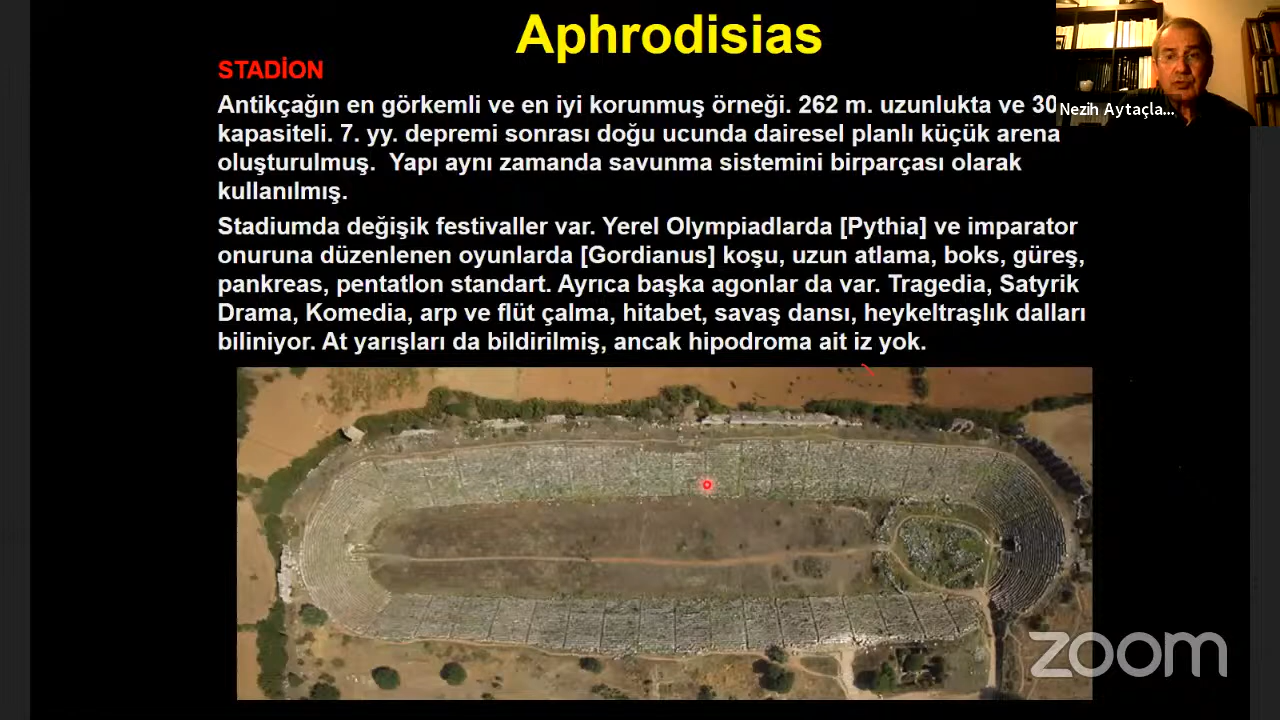 Aphrodisias
STADİON
Antikçağın en görkemli ve en iyi korunmuş örneği. 262 m. uzunlukta ve 30
kapasiteli. 7. yy. depremi sonrası doğu ucunda dairesel planlı küçük arena
oluşturulmuş. Yapı aynı zamanda savunma sistemini birparçası olarak
kullanılmış.
Stadiumda değişik festivaller var. Yerel Olympiadlarda [Pythia] ve imparator
onuruna düzenlenen oyunlarda [Gordianus] koşu, uzun atlama, boks, güreş,
pankreas, pentatlon standart. Ayrıca başka agonlar da var. Tragedia, Satyrik
Drama, Komedia, arp ve flüt çalma, hitabet, savaş dansı, heykeltraşlık dalları
biliniyor. At yarışları da bildirilmiş, ancak hipodroma ait iz yok.
Nezih Aytaçla...
zoom